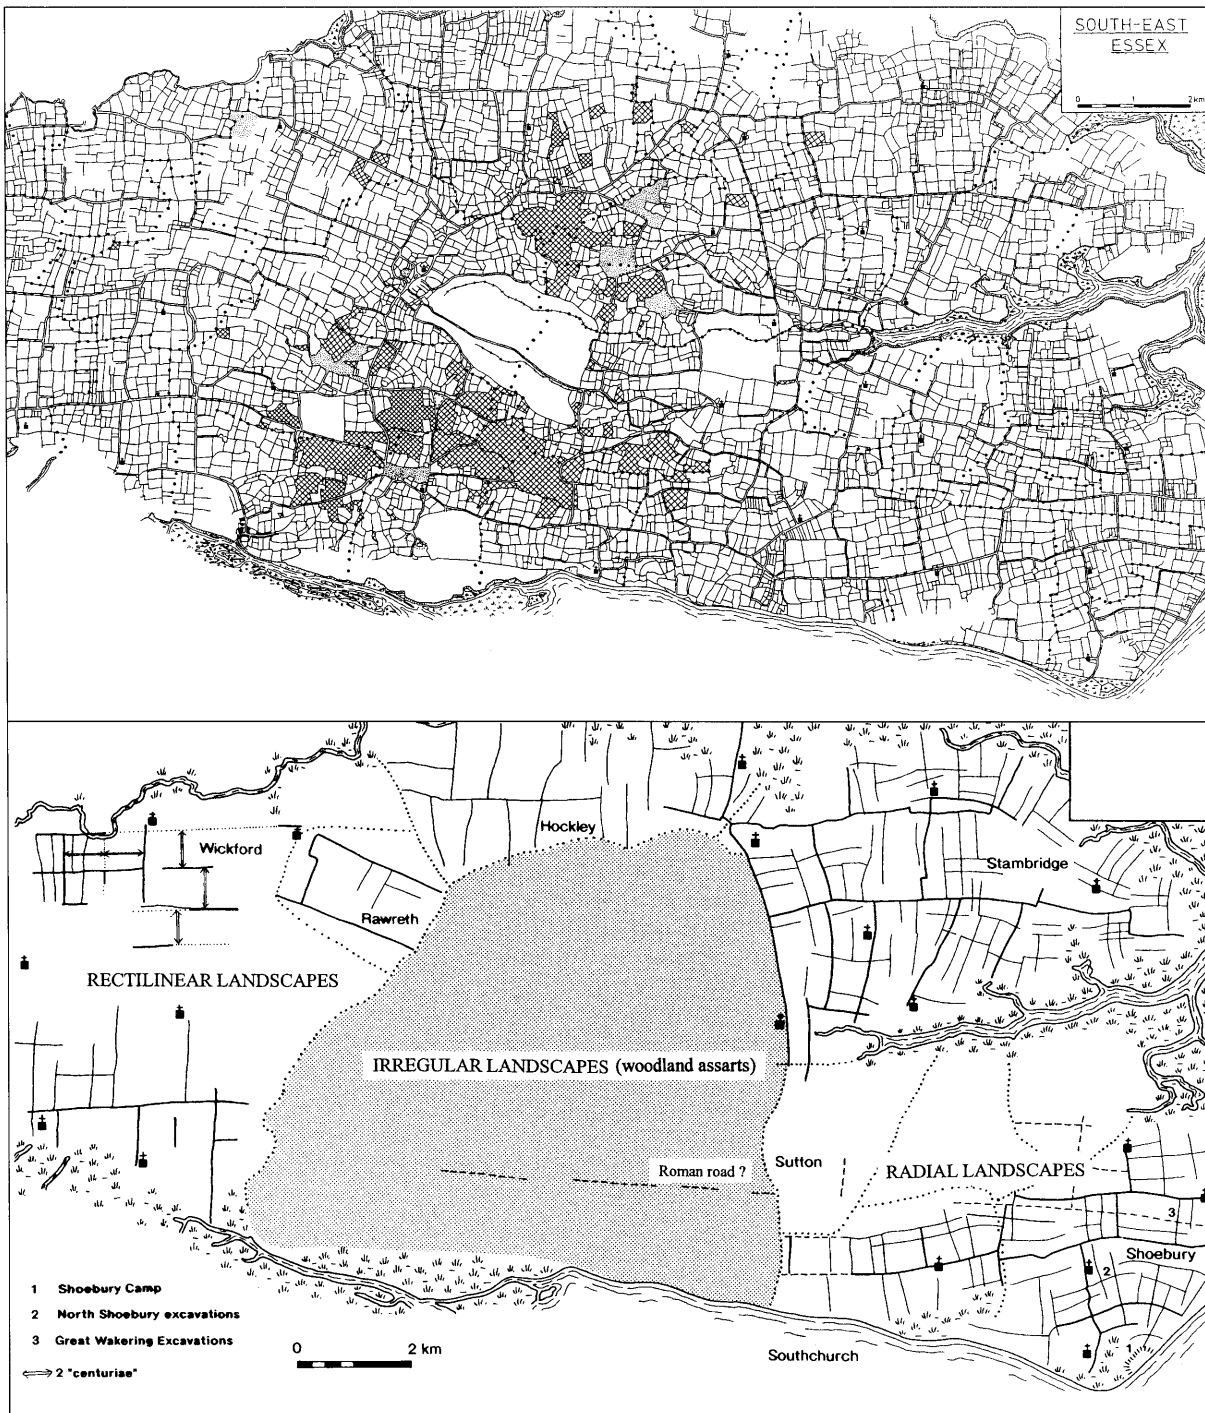 SOUTH-EAST
ESSEX
0 1 2km
Hockley
Wickford
Stambridge
Rawreth
RECTILINEAR LANDSCAPES
IRREGULAR LANDSCAPES (woodland assarts)
Roman road ?
Sutton
RADIAL LANDSCAPES
3
Shoebury
2
1 Shoebury Camp
2 North Shoebury excavations
3 Great Wakering Excavations
0 2 km
1
Southchurch
2 "centuriae"